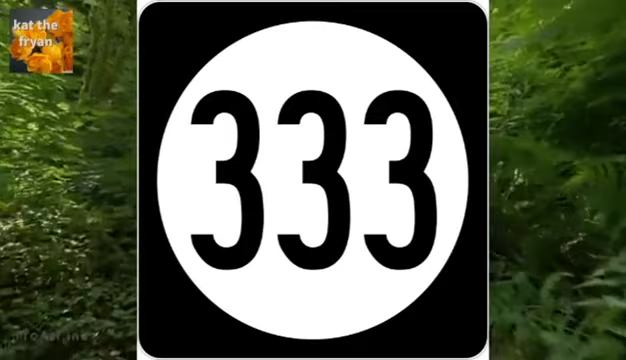 kat the
fryan
333